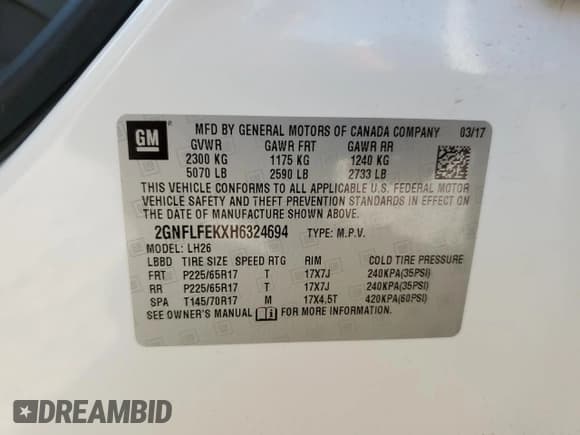 GM ® MFD BY GENERAL MOTORS OF CANADA COMPANY 03/17
GVWR GAWR FRT GAWR RR
2300 KG 1175 KG 1240 KG
5070 LB 2590 LB 2733 LB
THIS VEHICLE CONFORMS TO ALL APPLICABLE U.S. FEDERAL MOTOR
VEHICLE SAFETY AND THEFT PREVENTION STANDARDS IN EFFECT ON
THE DATE OF MANUFACTURE SHOWN ABOVE.
2GNFLFEKXH6324694 TYPE: M.P.V.
MODEL: LH26
LBBD TIRE SIZE SPEED RTG RIM COLD TIRE PRESSURE
FRT P225/65R17 T 17X7J 240KPA(35PSI)
RR P225/65R17 T 17X7J 240KPA(35PSI)
SPA T145/70R17 M 17X4.5T 420KPA(60PSI)
SEE OWNER'S MANUAL FOR MORE INFORMATION.
DREAMBID